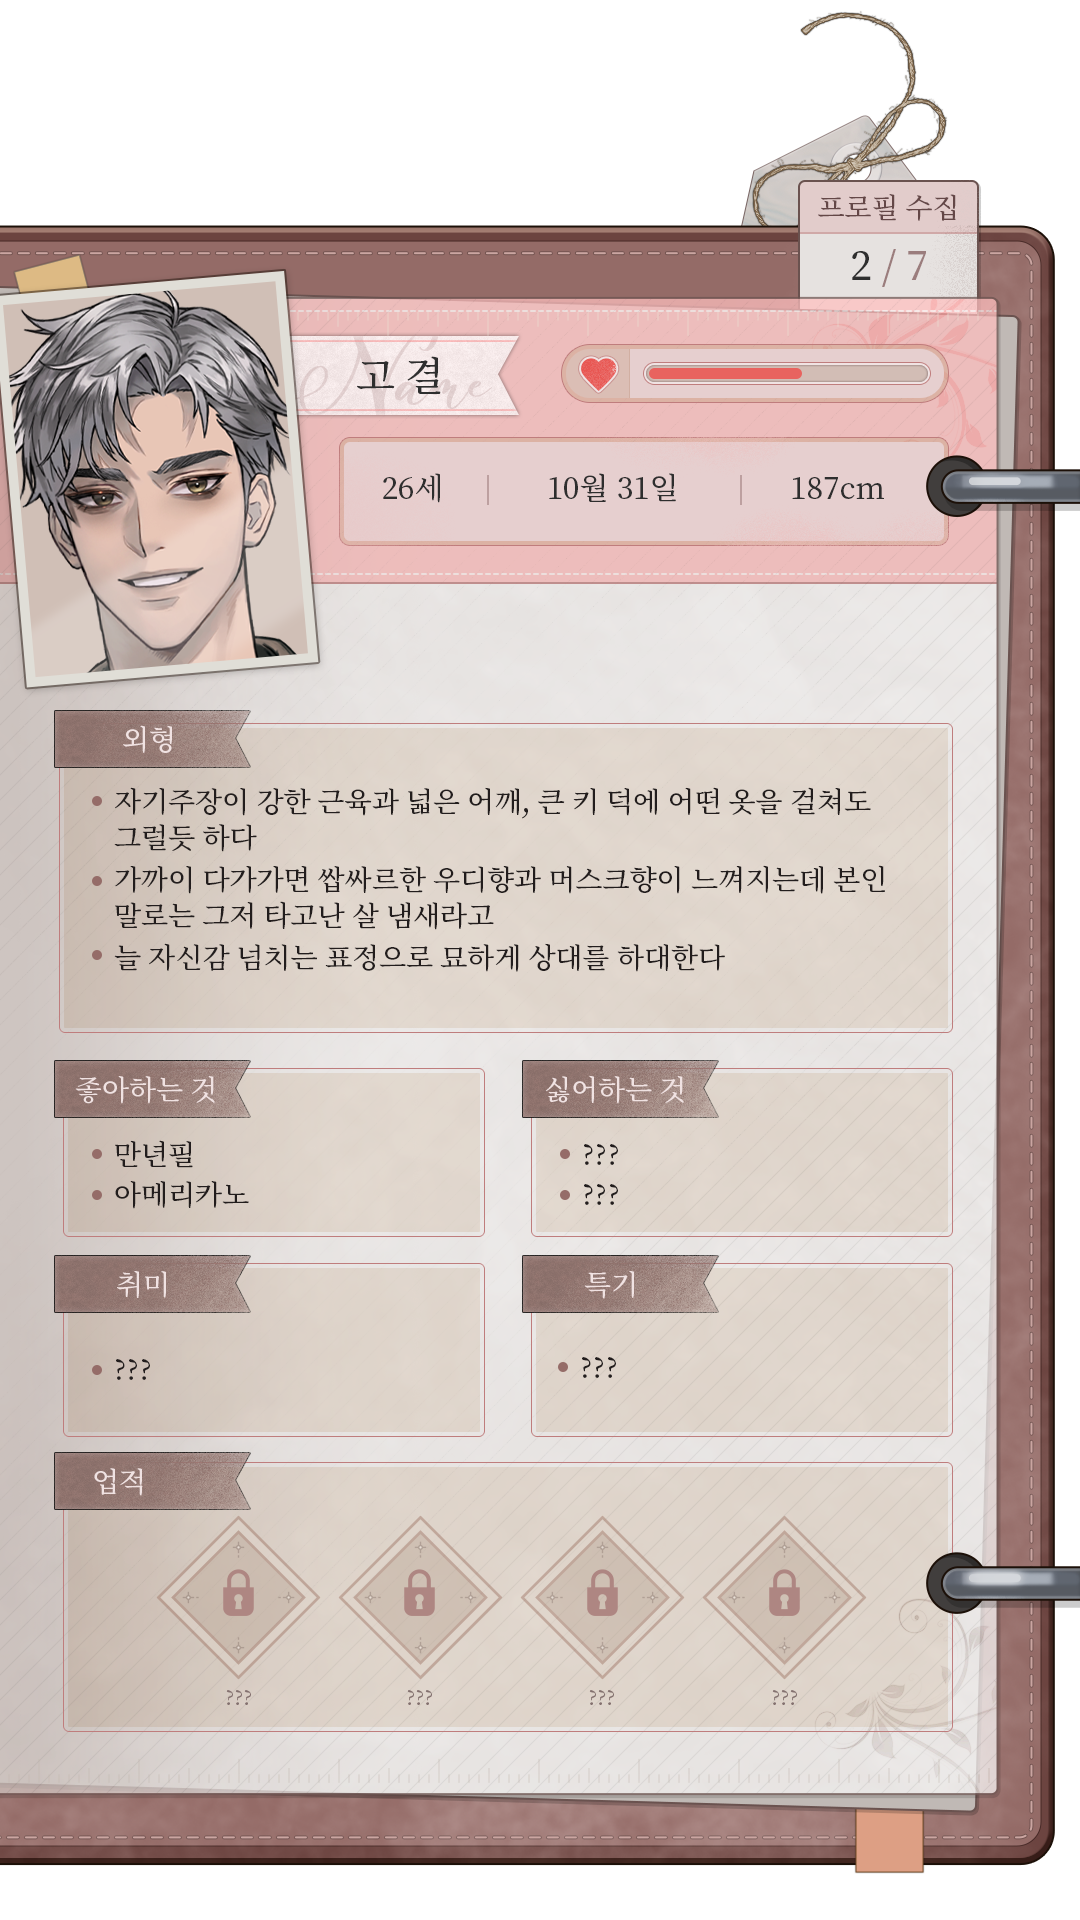 프로필 수집
2 / 7
Name
고결
26세 | 10월 31일 | 187cm
외형
자기주장이 강한 근육과 넓은 어깨, 큰 키 덕에 어떤 옷을 걸쳐도
그럴듯 하다
가까이 다가가면 쌉싸르한 우디향과 머스크향이 느껴지는데 본인
말로는 그저 타고난 살 냄새라고
늘 자신감 넘치는 표정으로 묘하게 상대를 하대한다
좋아하는 것
만년필
아메리카노
싫어하는 것
???
???
취미
???
특기
???
업적
??? ??? ??? ???